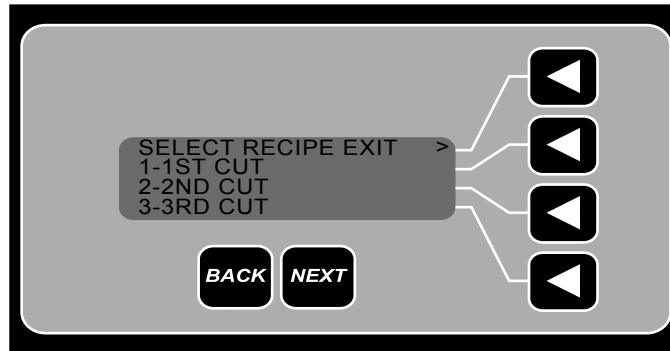 SELECT RECIPE EXIT >
1-1ST CUT
2-2ND CUT
3-3RD CUT
BACK NEXT